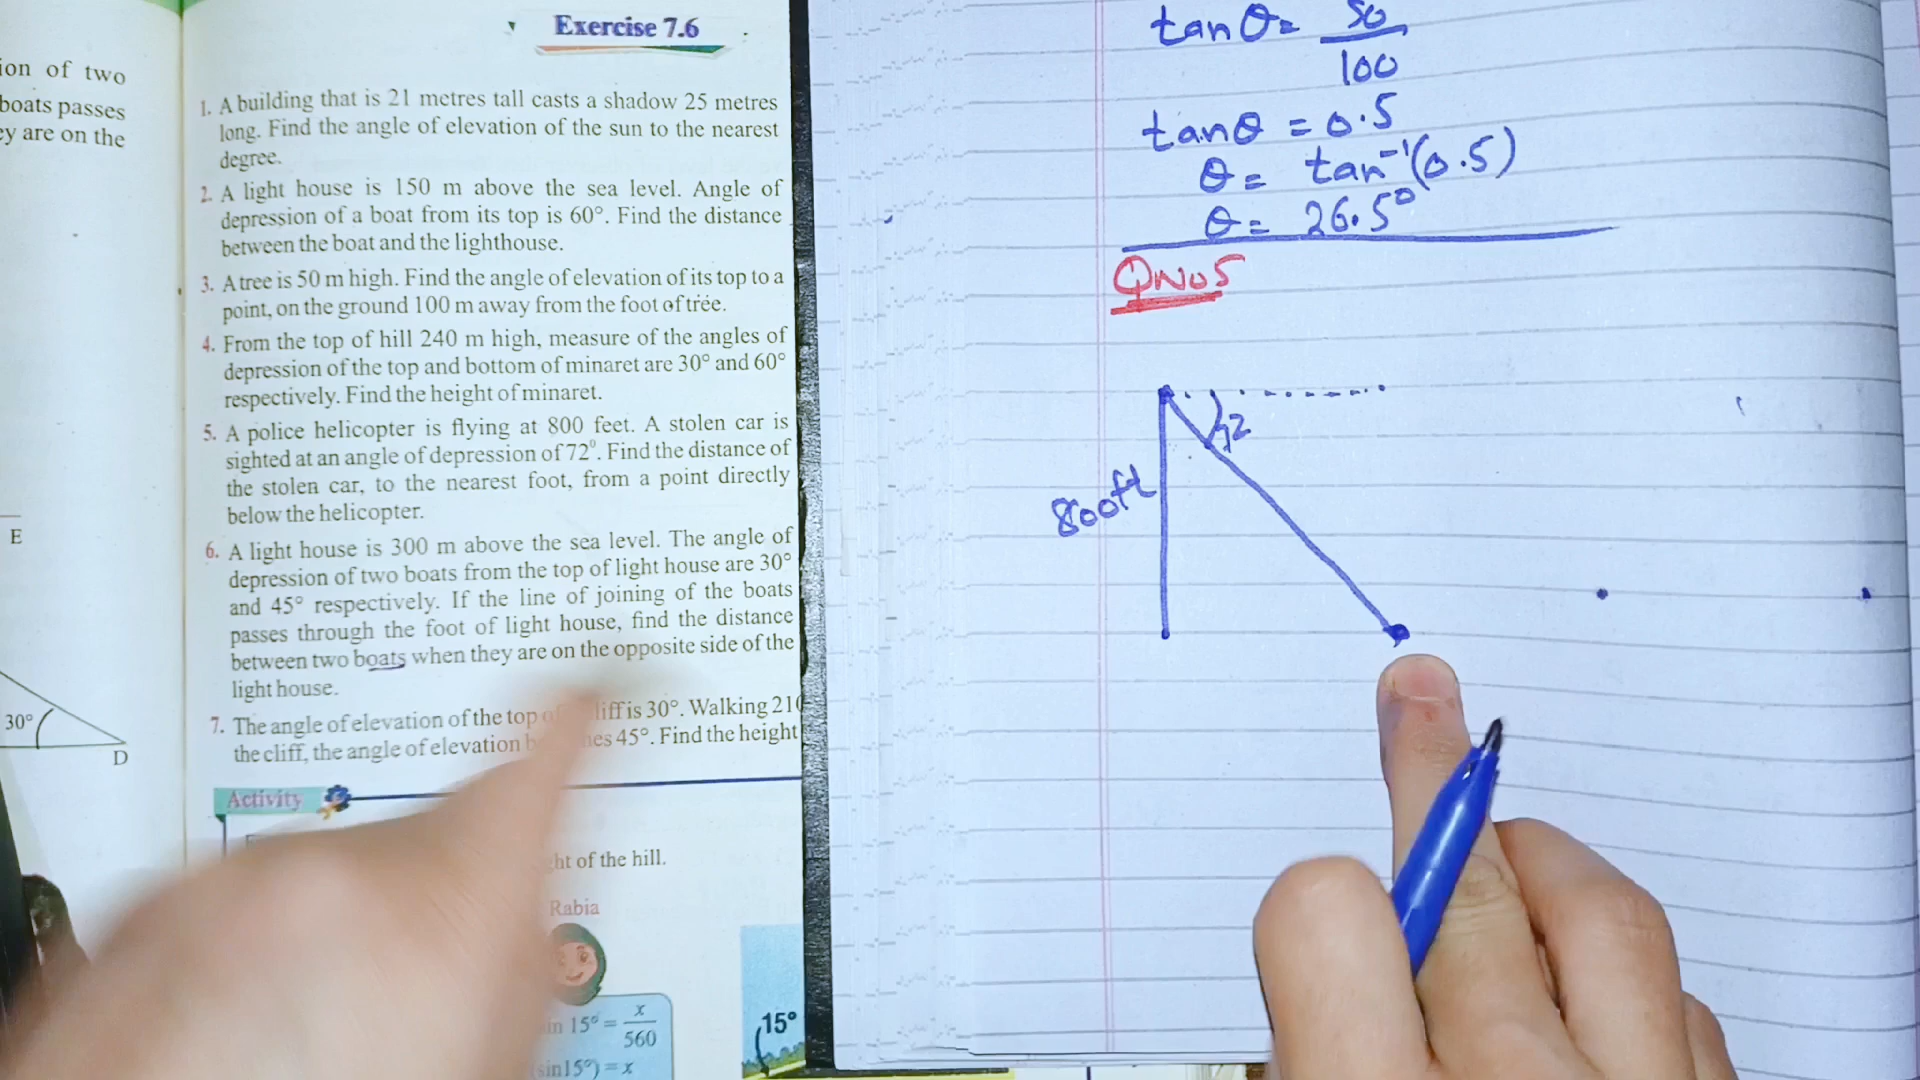 ion of two
boats passes
ey are on the
E
30°
D
Exercise 7.6
1. A building that is 21 metres tall casts a shadow 25 metres
long. Find the angle of elevation of the sun to the nearest
degree.
2. A light house is 150 m above the sea level. Angle of
depression of a boat from its top is 60°. Find the distance
between the boat and the lighthouse.
3. A tree is 50 m high. Find the angle of elevation of its top to a
point, on the ground 100 m away from the foot of tree.
4. From the top of hill 240 m high, measure of the angles of
depression of the top and bottom of minaret are 30° and 60°
respectively. Find the height of minaret.
5. A police helicopter is flying at 800 feet. A stolen car is
sighted at an angle of depression of 72⁰. Find the distance of
the stolen car, to the nearest foot, from a point directly
below the helicopter.
6. A light house is 300 m above the sea level. The angle of
depression of two boats from the top of light house are 30°
and 45° respectively. If the line of joining of the boats
passes through the foot of light house, find the distance
between two boats when they are on the opposite side of the
light house.
7. The angle of elevation of the top liff is 30°. Walking 210
the cliff, the angle of elevation es 45°. Find the height
Activity
ht of the hill.
Rabia
in 15° = x
560
(sin15°) = x
15°
tan θ = 50
100
tanθ = 0.5
θ = tan⁻¹(0.5)
θ = 26.5°
QNo5
72
800ft